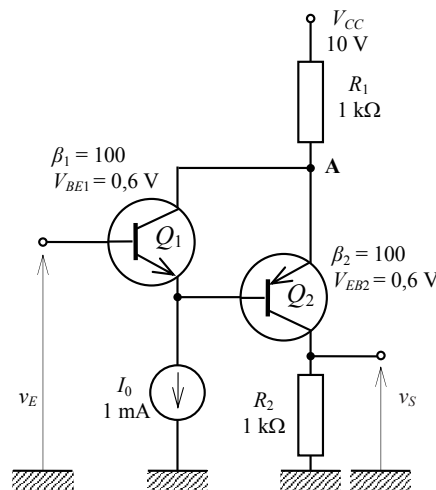 V_CC
10 V
R_1
1 kΩ
A
β_1 = 100
V_BE1 = 0,6 V
Q_1
β_2 = 100
V_EB2 = 0,6 V
Q_2
I_0
1 mA
v_E
R_2
1 kΩ
v_S